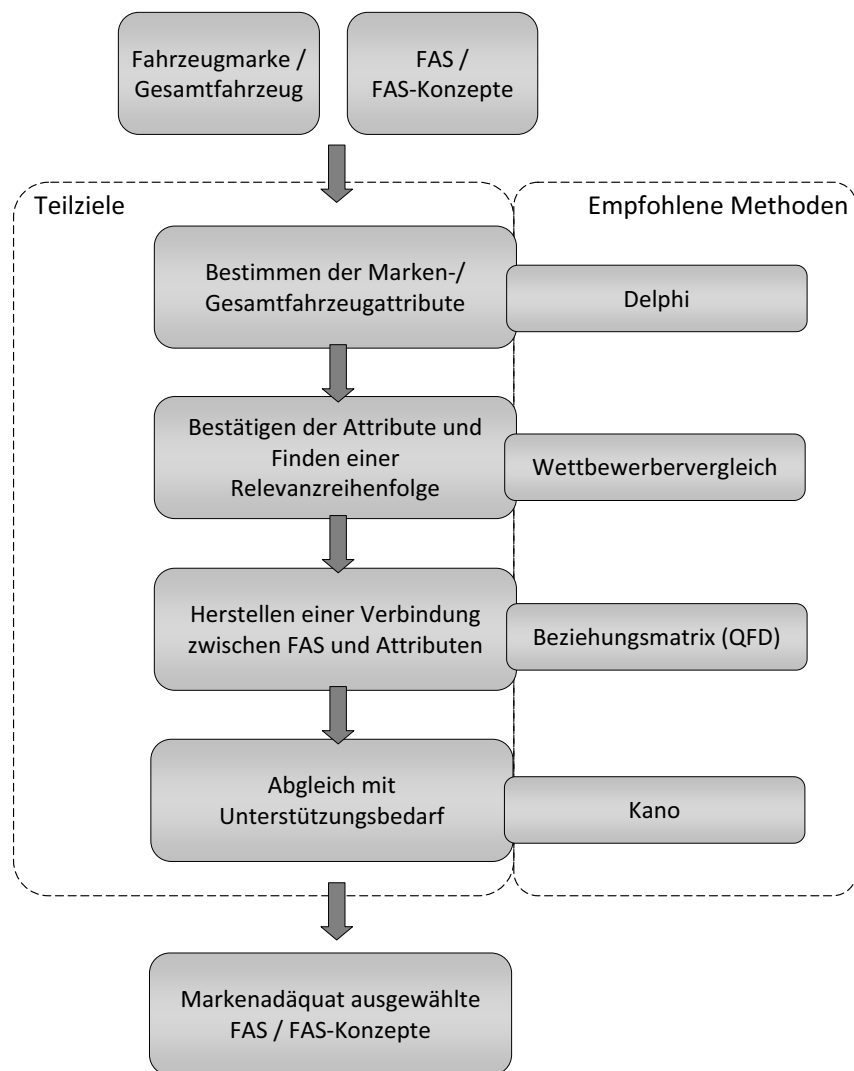 Fahrzeugmarke /
Gesamtfahrzeug
FAS /
FAS-Konzepte
Teilziele
Empfohlene Methoden
Bestimmen der Marken-/
Gesamtfahrzeugattribute
Delphi
Bestätigen der Attribute und
Finden einer
Relevanzreihenfolge
Wettbewerbervergleich
Herstellen einer Verbindung
zwischen FAS und Attributen
Beziehungsmatrix (QFD)
Abgleich mit
Unterstützungsbedarf
Kano
Markenadäquat ausgewählte
FAS / FAS-Konzepte